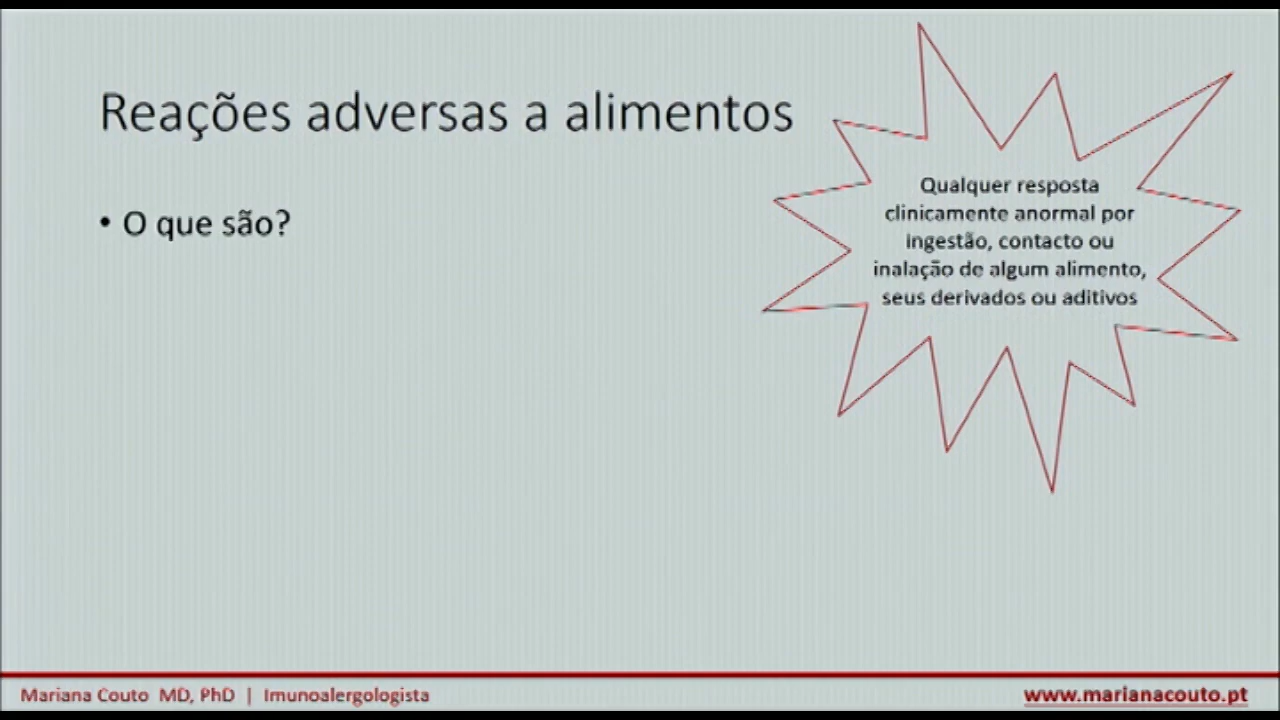 Reações adversas a alimentos
• O que são?
Qualquer resposta
clinicamente anormal por
ingestão, contacto ou
inalação de algum alimento,
seus derivados ou aditivos
Mariana Couto MD, PhD | Imunoalergologista
www.marianacouto.pt